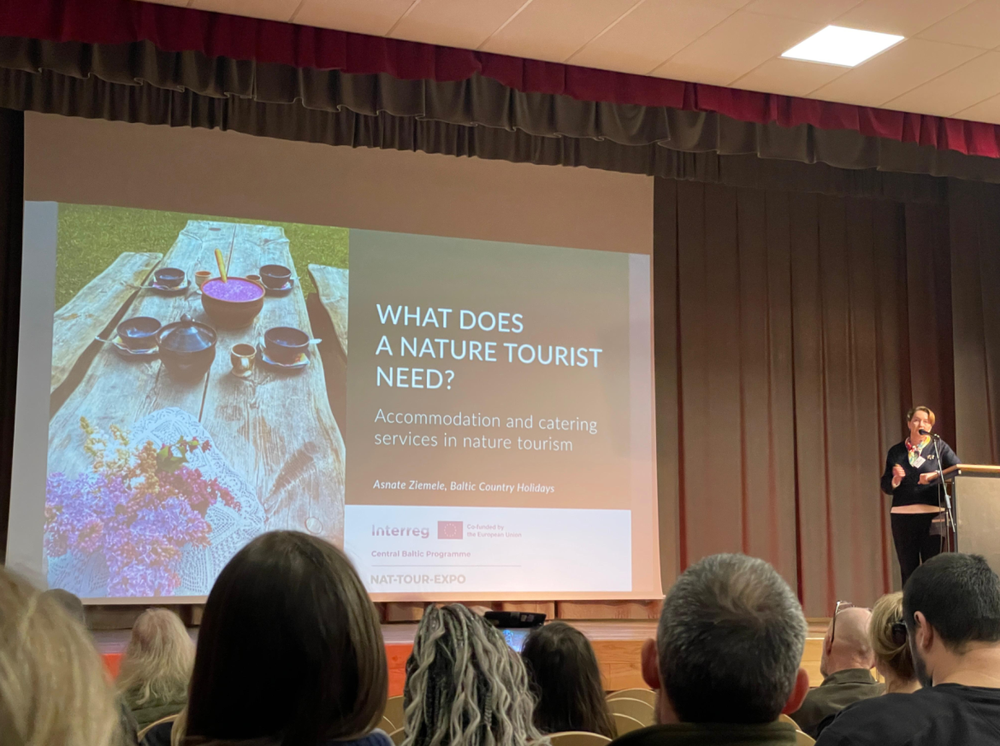 WHAT DOES
A NATURE TOURIST
NEED?
Accommodation and catering
services in nature tourism
Asnate Ziemele, Baltic Country Holidays
Interreg
Co-funded by
the European Union
Central Baltic Programme
NAT-TOUR-EXPO